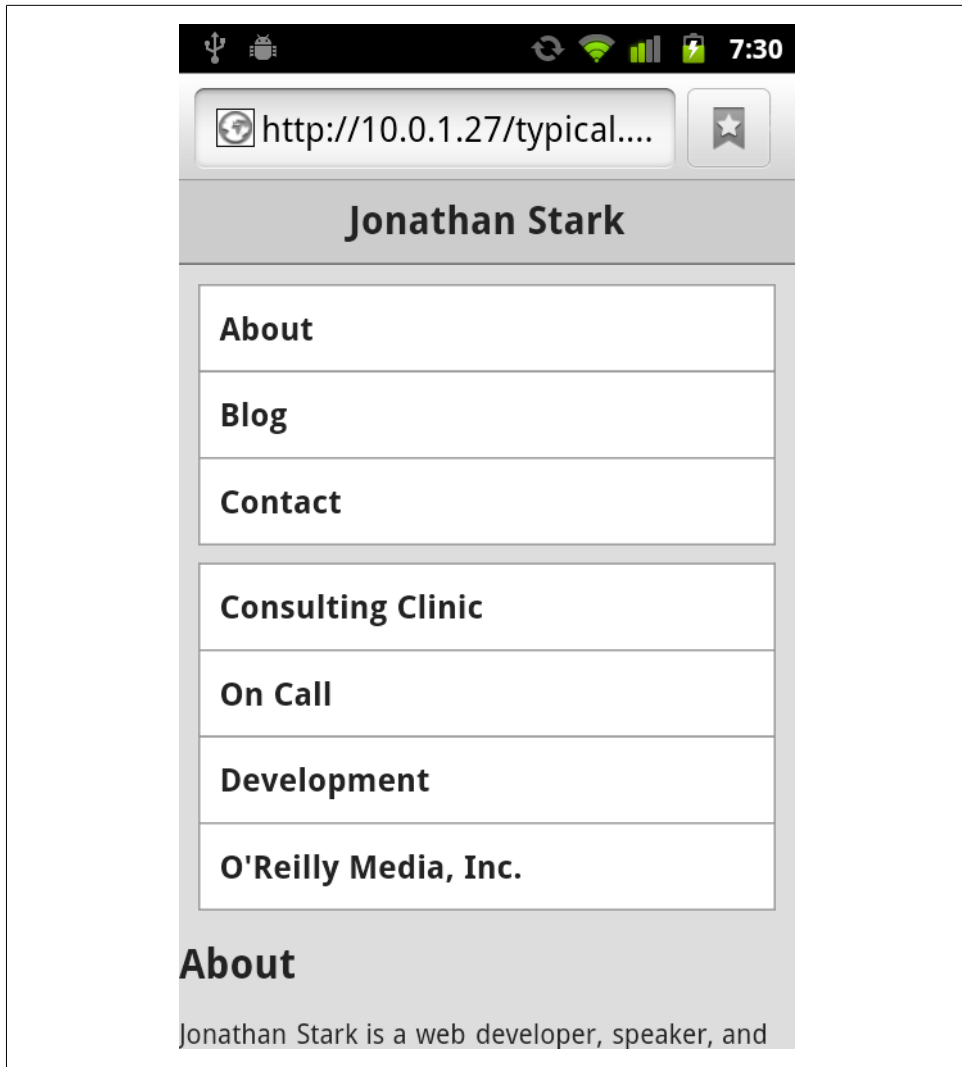 7:30
http://10.0.1.27/typical....
Jonathan Stark
About
Blog
Contact
Consulting Clinic
On Call
Development
O'Reilly Media, Inc.
About
Jonathan Stark is a web developer, speaker, and